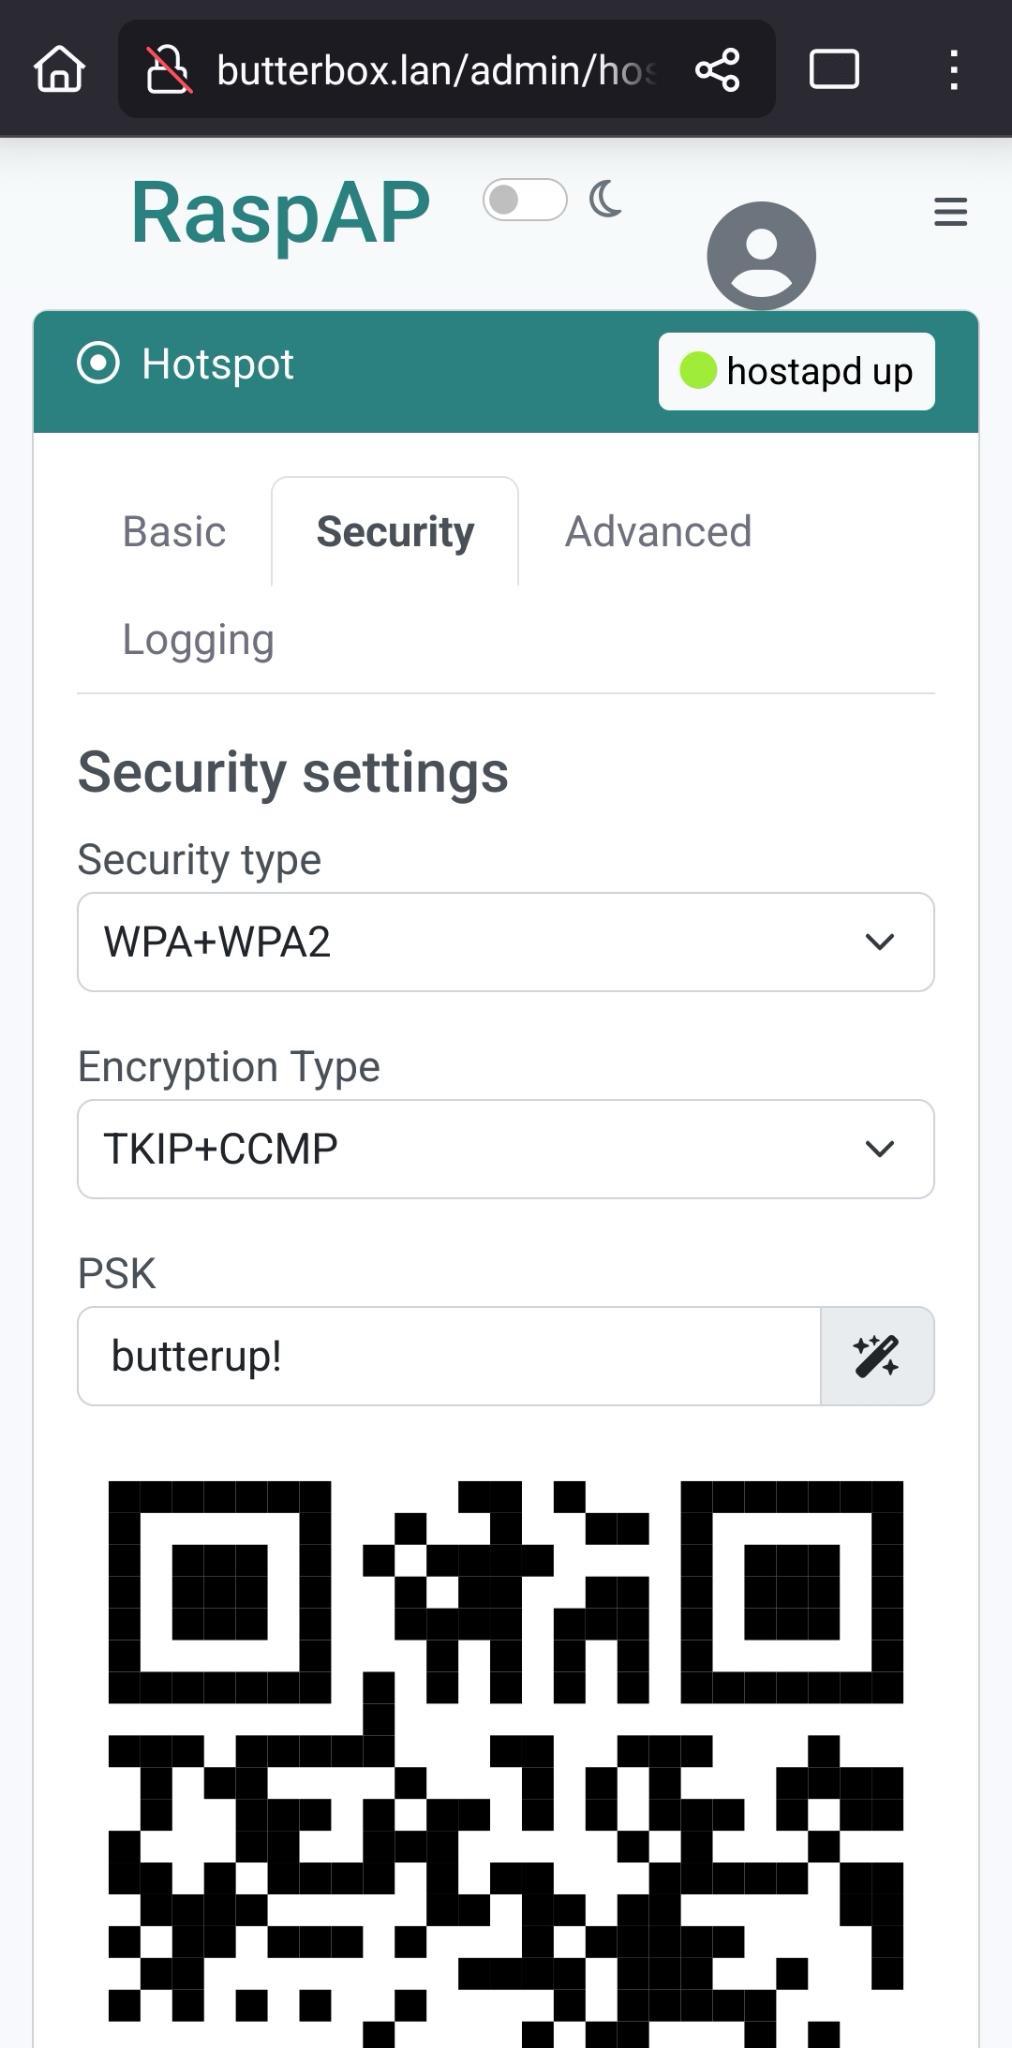 butterbox.lan/admin/hos
RaspAP
Hotspot
hostapd up
Basic
Security
Advanced
Logging
Security settings
Security type
WPA+WPA2
Encryption Type
TKIP+CCMP
PSK
butterup!